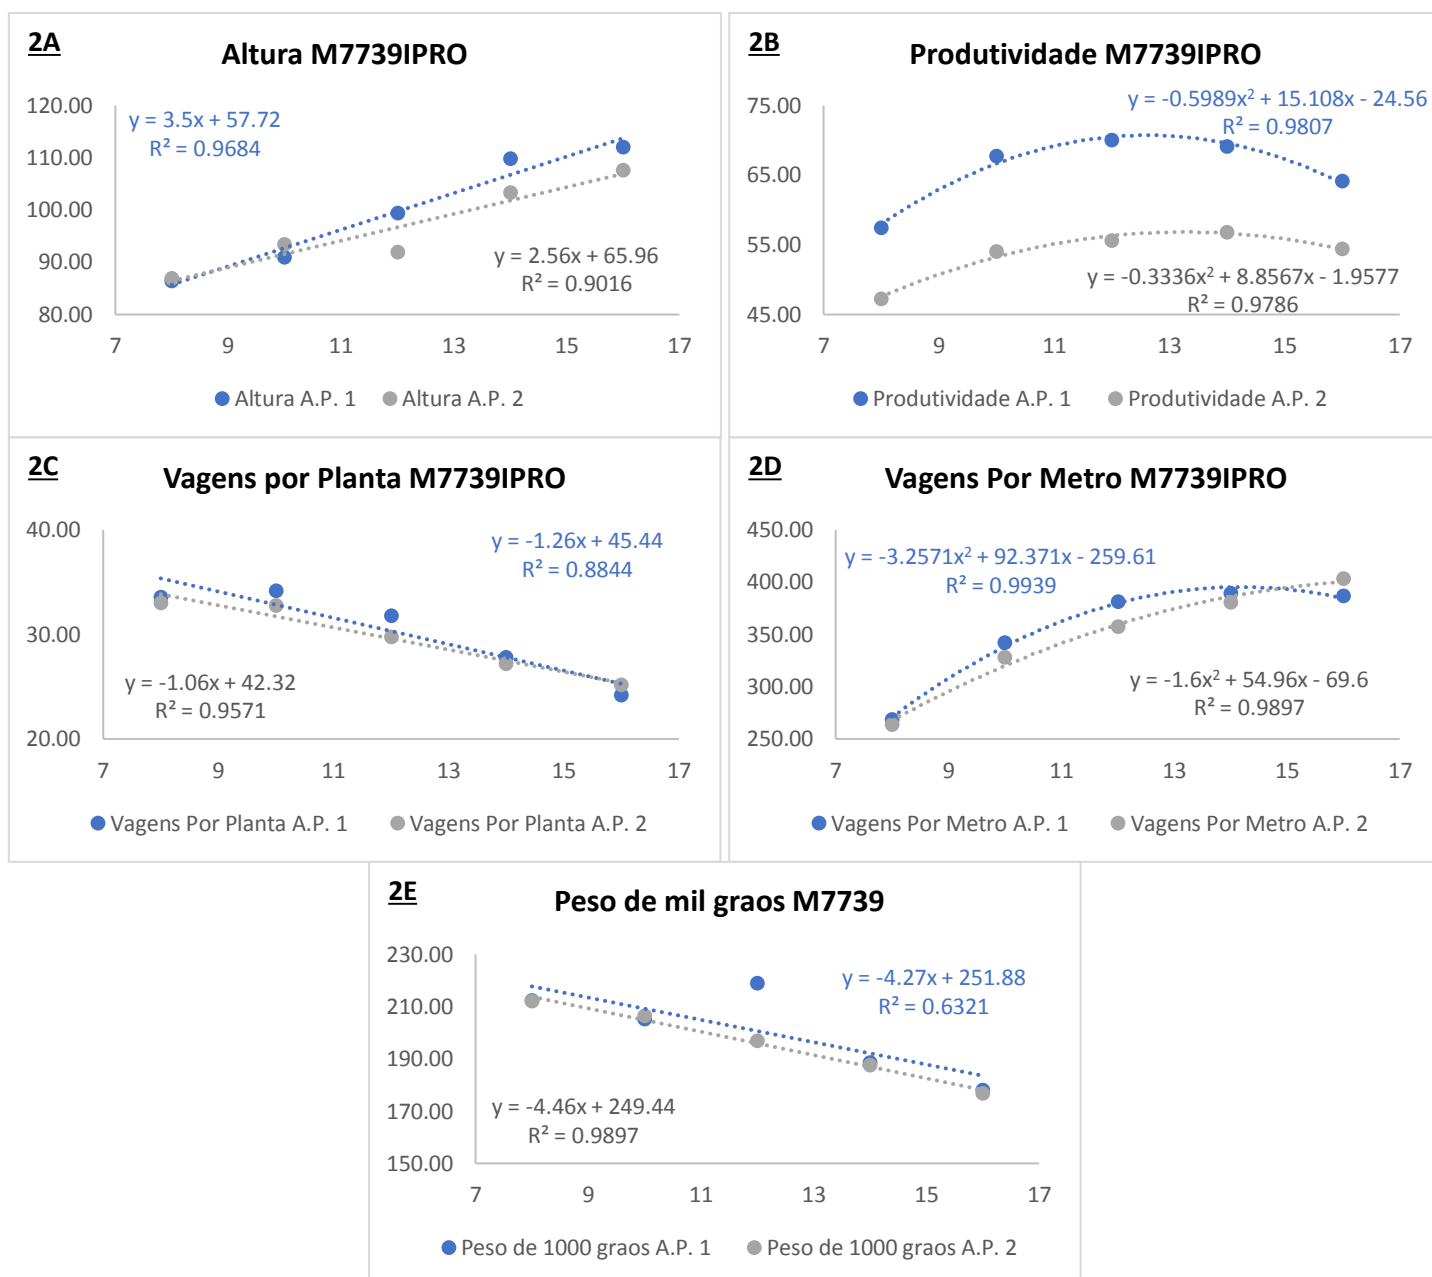 2A
Altura M7739IPRO
120.00
110.00
100.00
90.00
80.00
y = 3.5x + 57.72
R² = 0.9684
y = 2.56x + 65.96
R² = 0.9016
7 9 11 13 15 17
Altura A.P. 1 Altura A.P. 2
2B
Produtividade M7739IPRO
75.00
65.00
55.00
45.00
y = -0.5989x² + 15.108x - 24.56
R² = 0.9807
y = -0.3336x² + 8.8567x - 1.9577
R² = 0.9786
7 9 11 13 15 17
Produtividade A.P. 1 Produtividade A.P. 2
2C
Vagens por Planta M7739IPRO
40.00
30.00
20.00
y = -1.26x + 45.44
R² = 0.8844
y = -1.06x + 42.32
R² = 0.9571
7 9 11 13 15 17
Vagens Por Planta A.P. 1 Vagens Por Planta A.P. 2
2D
Vagens Por Metro M7739IPRO
450.00
400.00
350.00
300.00
250.00
y = -3.2571x² + 92.371x - 259.61
R² = 0.9939
y = -1.6x² + 54.96x - 69.6
R² = 0.9897
7 9 11 13 15 17
Vagens Por Metro A.P. 1 Vagens Por Metro A.P. 2
2E
Peso de mil graos M7739
230.00
210.00
190.00
170.00
150.00
y = -4.27x + 251.88
R² = 0.6321
y = -4.46x + 249.44
R² = 0.9897
7 9 11 13 15 17
Peso de 1000 graos A.P. 1 Peso de 1000 graos A.P. 2